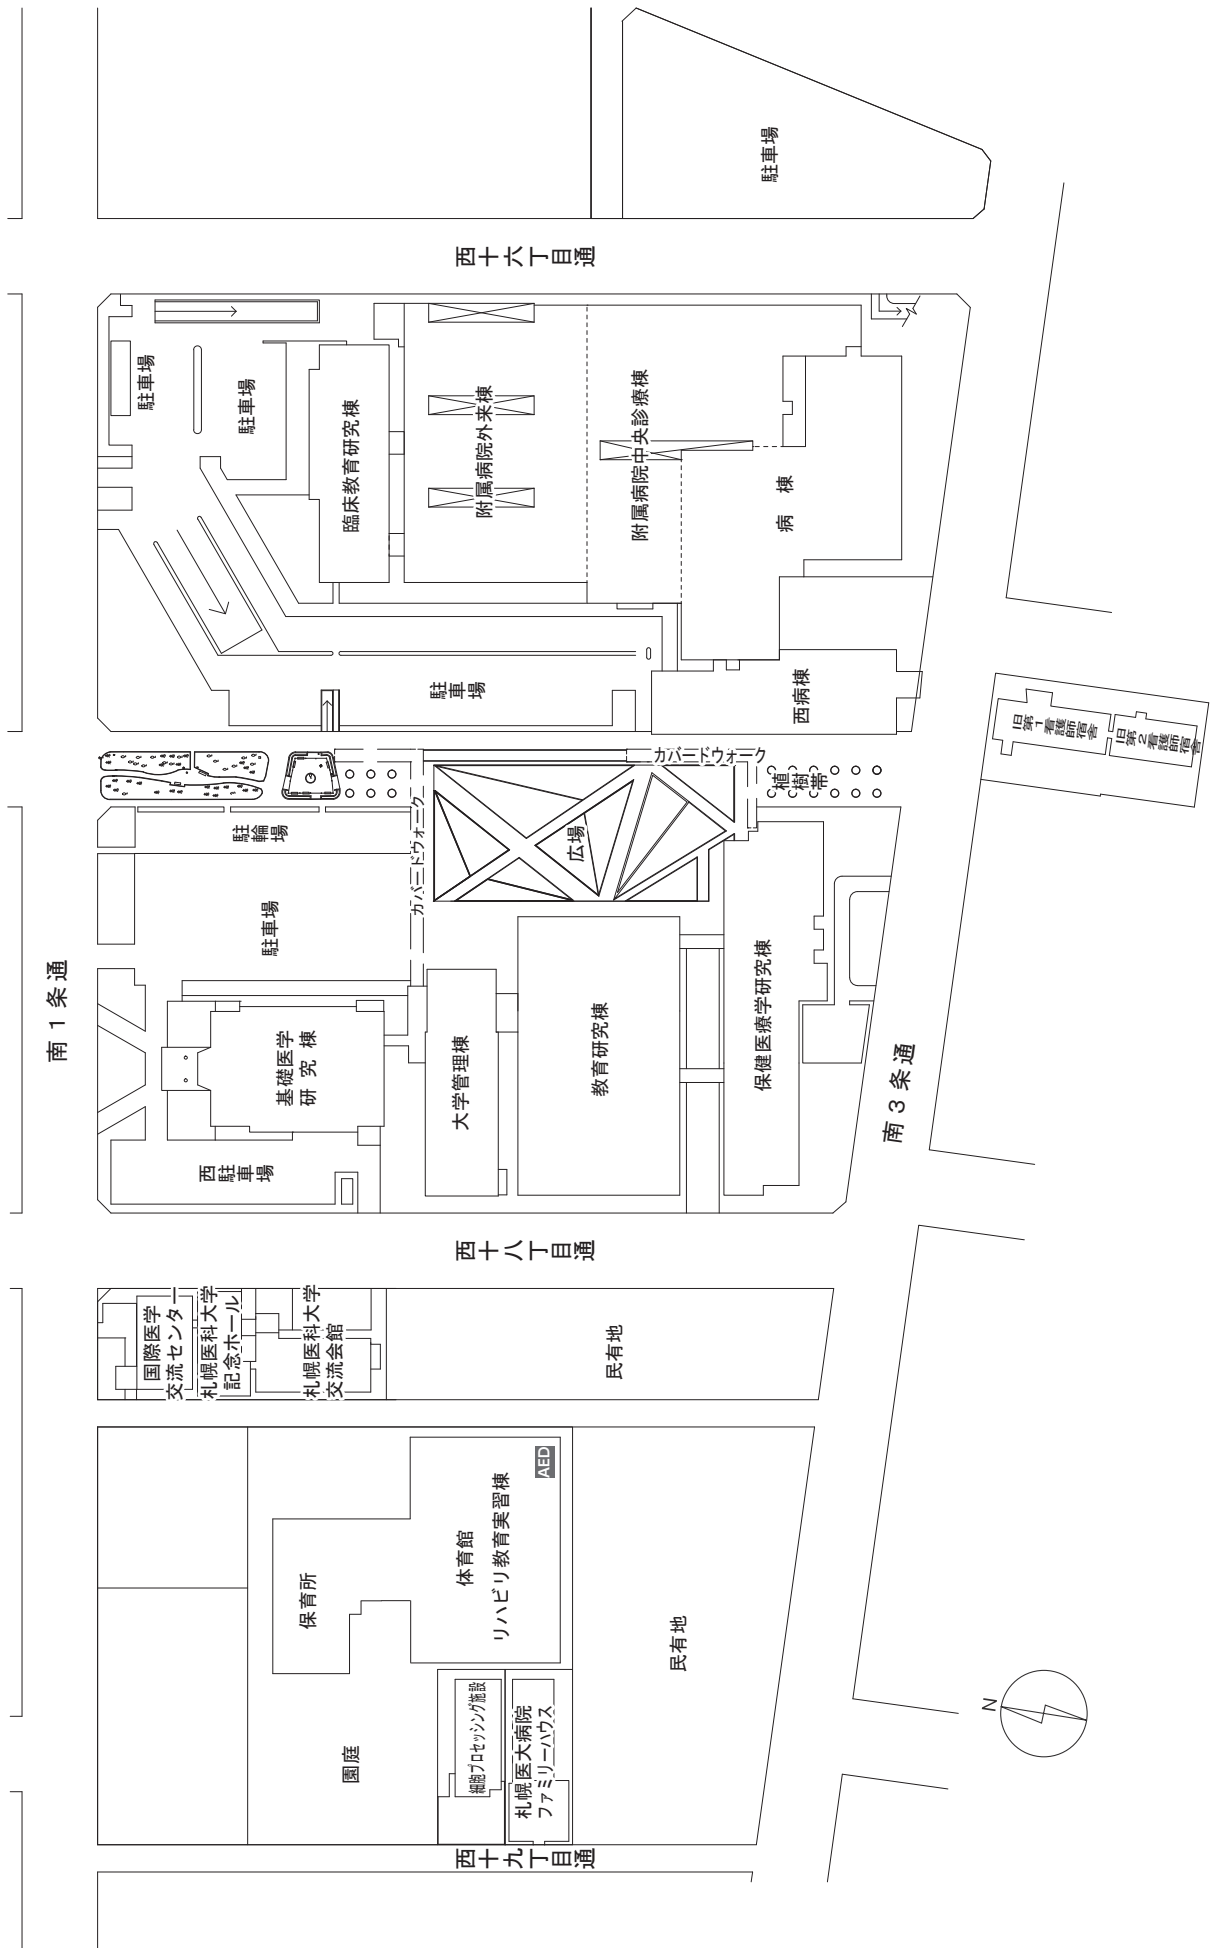 南1条通
西十六丁目通
駐車場
駐車場
駐車場
臨床教育研究棟
附属病院外来棟
附属病院中央診療棟
病棟
西病棟
駐車場
カバードウォーク
植樹帯
旧第1看護師宿舎
旧第2看護師宿舎
駐輪場
カバードウォーク
広場
駐車場
基礎医学
研究棟
大学管理棟
教育研究棟
保健医療学研究棟
西駐車場
南3条通
西十八丁目通
国際医学
交流センター
札幌医科大学
記念ホール
札幌医科大学
交流会館
民有地
保育所
体育館
リハビリ教育実習棟
AED
民有地
園庭
細胞プロセッシング施設
札幌医大病院
ファミリーハウス
西十九丁目通
N